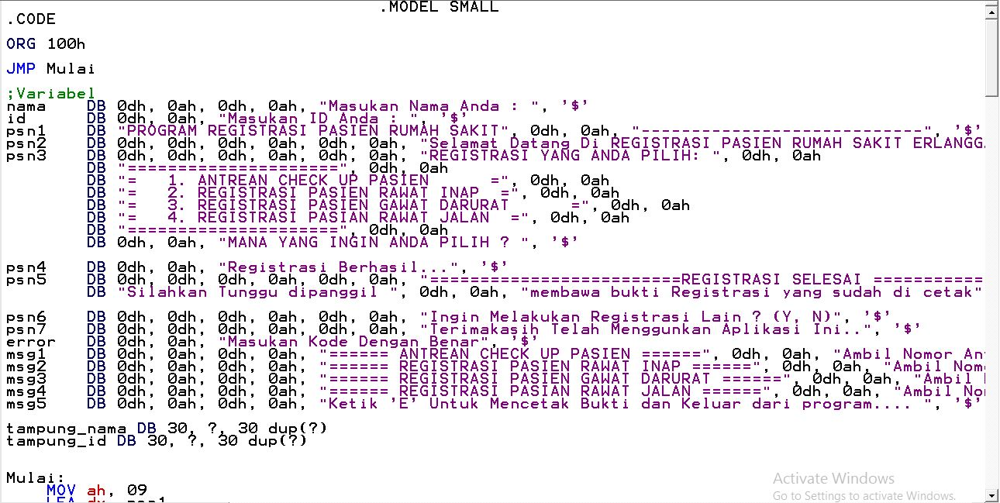 .MODEL SMALL
.CODE
ORG 100h
JMP Mulai
;Variabel
nama DB 0dh, 0ah, 0dh, 0ah, "Masukan Nama Anda : ", '$'
id DB 0dh, 0ah, "Masukan ID Anda : ", '$'
psn1 DB "PROGRAM REGISTRASI PASIEN RUMAH SAKIT", 0dh, 0ah, "----------------------------", '$'
psn2 DB 0dh, 0dh, 0dh, 0ah, 0dh, 0dh, "Selamat Datang Di REGISTRASI PASIEN RUMAH SAKIT ERLANGG
psn3 DB 0dh, 0dh, 0dh, 0ah, 0dh, 0ah, "REGISTRASI YANG ANDA PILIH: ", 0dh, 0ah
DB "=====================", 0dh, 0ah
DB "=   1. ANTREAN CHECK UP PASIEN      =", 0dh, 0ah
DB "=   2. REGISTRASI PASIEN RAWAT INAP  =", 0dh, 0ah
DB "=   3. REGISTRASI PASIEN GAWAT DARURAT      =", 0dh, 0ah
DB "=   4. REGISTRASI PASIAN RAWAT JALAN  =", 0dh, 0ah
DB "=====================", 0dh, 0ah
DB 0dh, 0ah, "MANA YANG INGIN ANDA PILIH ? ", '$'
psn4 DB 0dh, 0ah, "Registrasi Berhasil...", '$'
psn5 DB 0dh, 0dh, 0dh, 0ah, 0dh, 0ah, "=========================REGISTRASI SELESAI ===========
DB "Silahkan Tunggu dipanggil ", 0dh, 0ah, "membawa bukti Registrasi yang sudah di cetak"
psn6 DB 0dh, 0dh, 0dh, 0ah, 0dh, 0dh, "Ingin Melakukan Registrasi Lain ? (Y, N)", '$'
psn7 DB 0dh, 0dh, 0dh, 0ah, 0dh, 0dh, "Terimakasih Telah Menggunkan Aplikasi Ini..", '$'
error DB 0dh, 0ah, "Masukan Kode Dengan Benar", '$'
msg1 DB 0dh, 0ah, 0dh, 0ah, "====== ANTREAN CHECK UP PASIEN ======", 0dh, 0ah, "Ambil Nomor An
msg2 DB 0dh, 0ah, 0dh, 0ah, "====== REGISTRASI PASIEN RAWAT INAP ======", 0dh, 0ah, "Ambil Nom
msg3 DB 0dh, 0ah, 0dh, 0ah, "====== REGISTRASI PASIEN GAWAT DARURAT ======", 0dh, 0ah, "Ambil
msg4 DB 0dh, 0ah, 0dh, 0ah, "====== REGISTRASI PASIAN RAWAT JALAN ======", 0dh, 0ah, "Ambil No
msg5 DB 0dh, 0ah, 0dh, 0ah, "Ketik 'E' Untuk Mencetak Bukti dan Keluar dari program.... ", '$'
tampung_nama DB 30, ?, 30 dup(?)
tampung_id DB 30, ?, 30 dup(?)
Mulai:
MOV ah, 09
LEA dx, psn1
Activate Windows
Go to Settings to activate Windows.